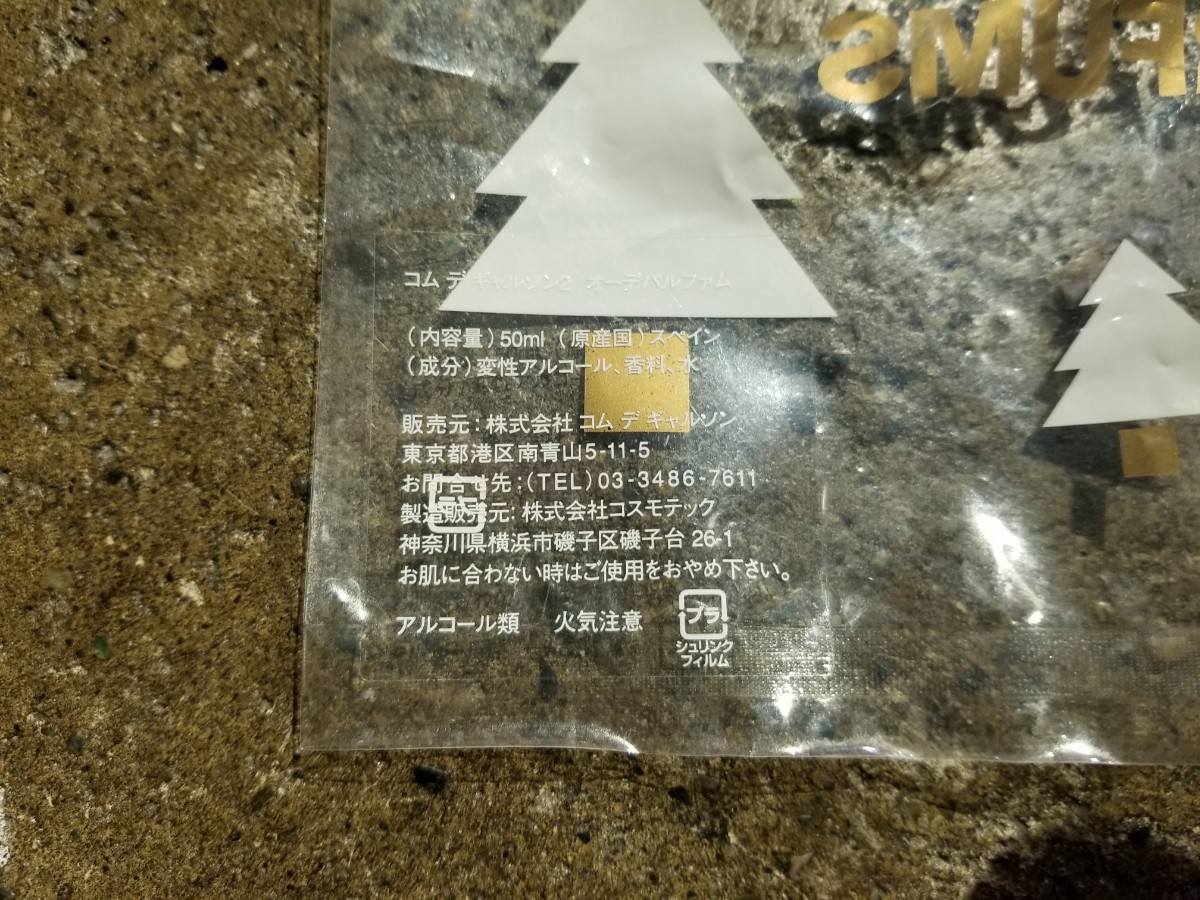 PARFUMS
コム デ ギャルソン2 オーデパルファム
（内容量）50ml（原産国）スペイン
（成分）変性アルコール、香料、水
販売元：株式会社 コム デ ギャルソン
東京都港区南青山5-11-5
お問合せ先：（TEL）03-3486-7611
製造販売元：株式会社コスモテック
神奈川県横浜市磯子区磯子台 26-1
お肌に合わない時はご使用をおやめ下さい。
アルコール類 火気注意
プラ
シュリンク
フィルム